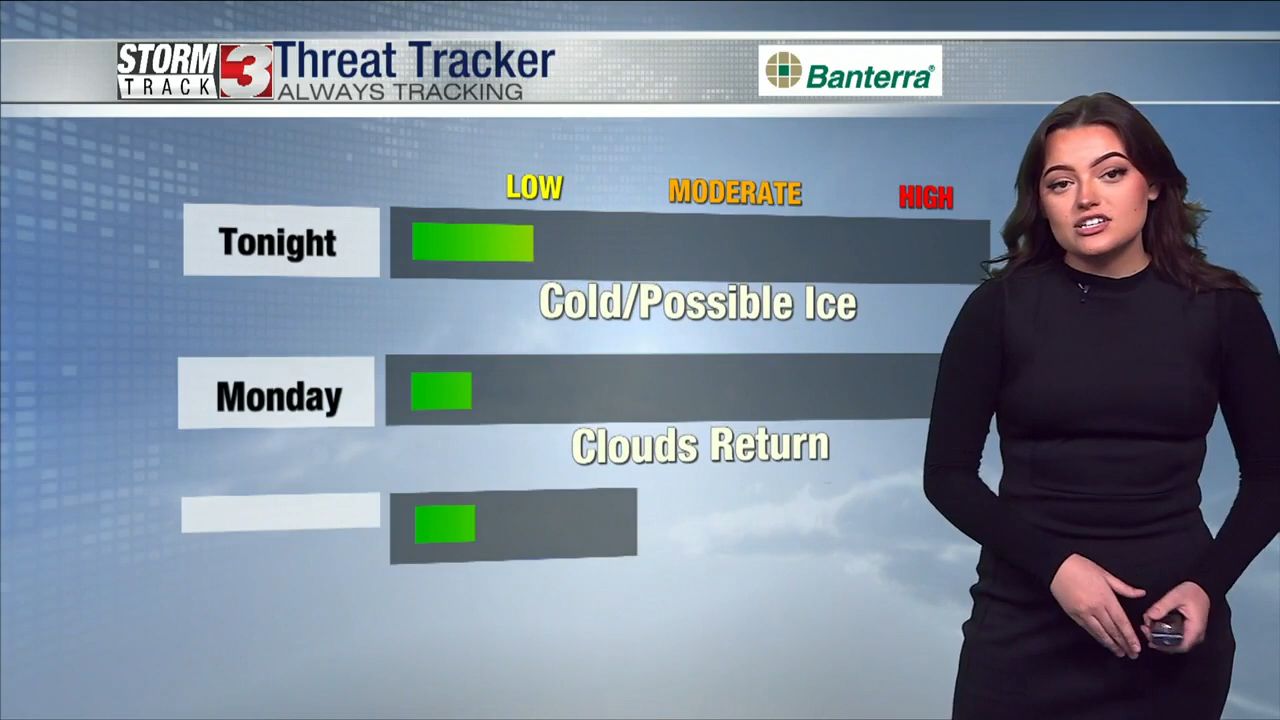 STORM
TRACK
3
Threat Tracker
ALWAYS TRACKING
Banterra®
LOW
MODERATE
HIGH
Tonight
Cold/Possible Ice
Monday
Clouds Return